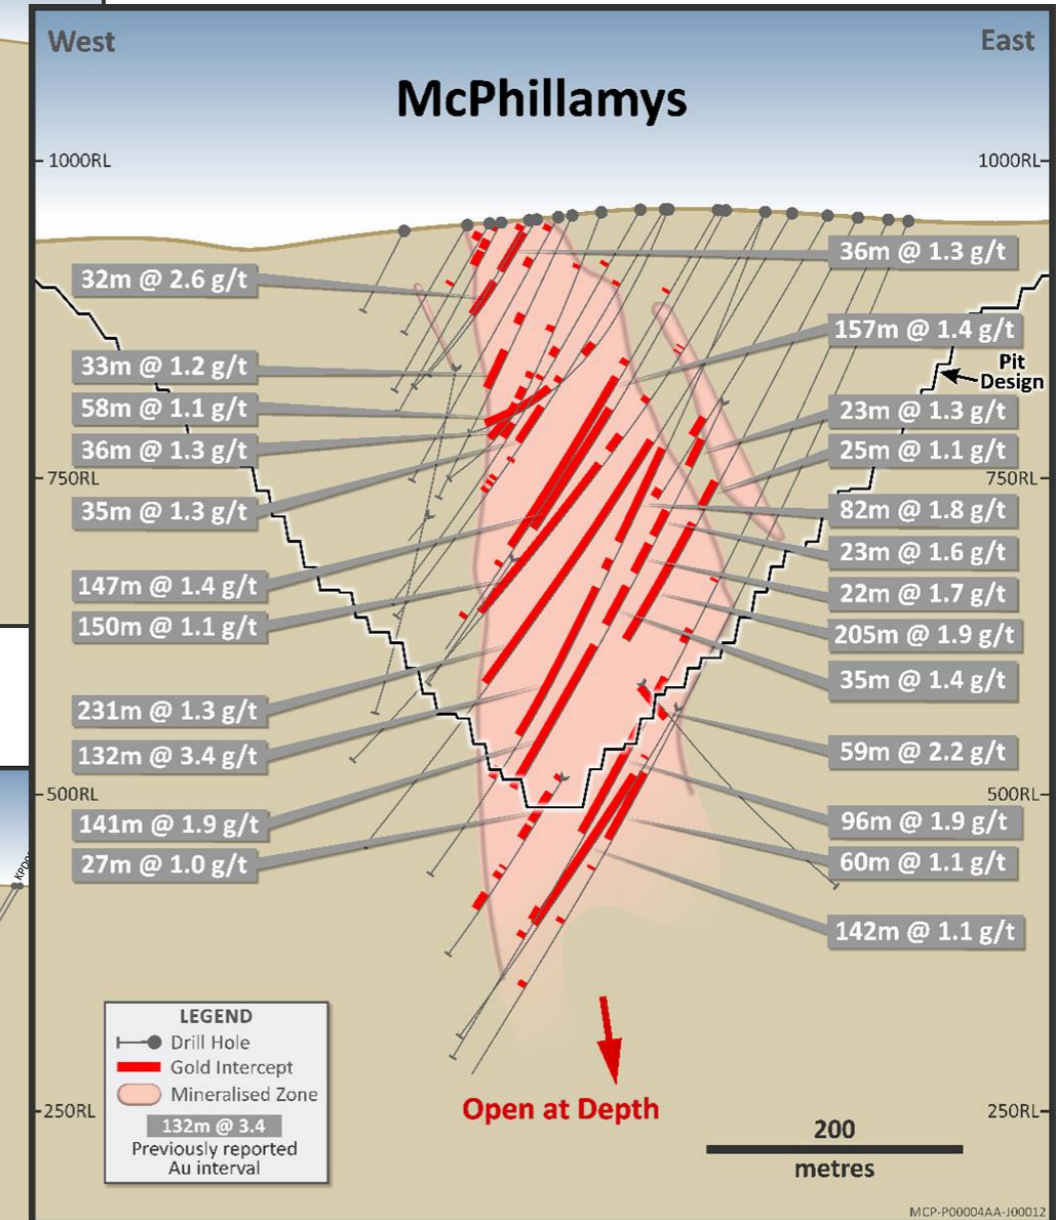 West
East
McPhillamys
1000RL
1000RL
36m @ 1.3 g/t
32m @ 2.6 g/t
157m @ 1.4 g/t
33m @ 1.2 g/t
Pit
Design
58m @ 1.1 g/t
23m @ 1.3 g/t
36m @ 1.3 g/t
25m @ 1.1 g/t
750RL
750RL
35m @ 1.3 g/t
82m @ 1.8 g/t
23m @ 1.6 g/t
147m @ 1.4 g/t
22m @ 1.7 g/t
150m @ 1.1 g/t
205m @ 1.9 g/t
35m @ 1.4 g/t
231m @ 1.3 g/t
132m @ 3.4 g/t
59m @ 2.2 g/t
500RL
500RL
141m @ 1.9 g/t
96m @ 1.9 g/t
27m @ 1.0 g/t
60m @ 1.1 g/t
142m @ 1.1 g/t
LEGEND
Drill Hole
Gold Intercept
Mineralised Zone
132m @ 3.4
Previously reported
Au interval
Open at Depth
250RL
250RL
200
metres
MCP-P00004AA-J00012